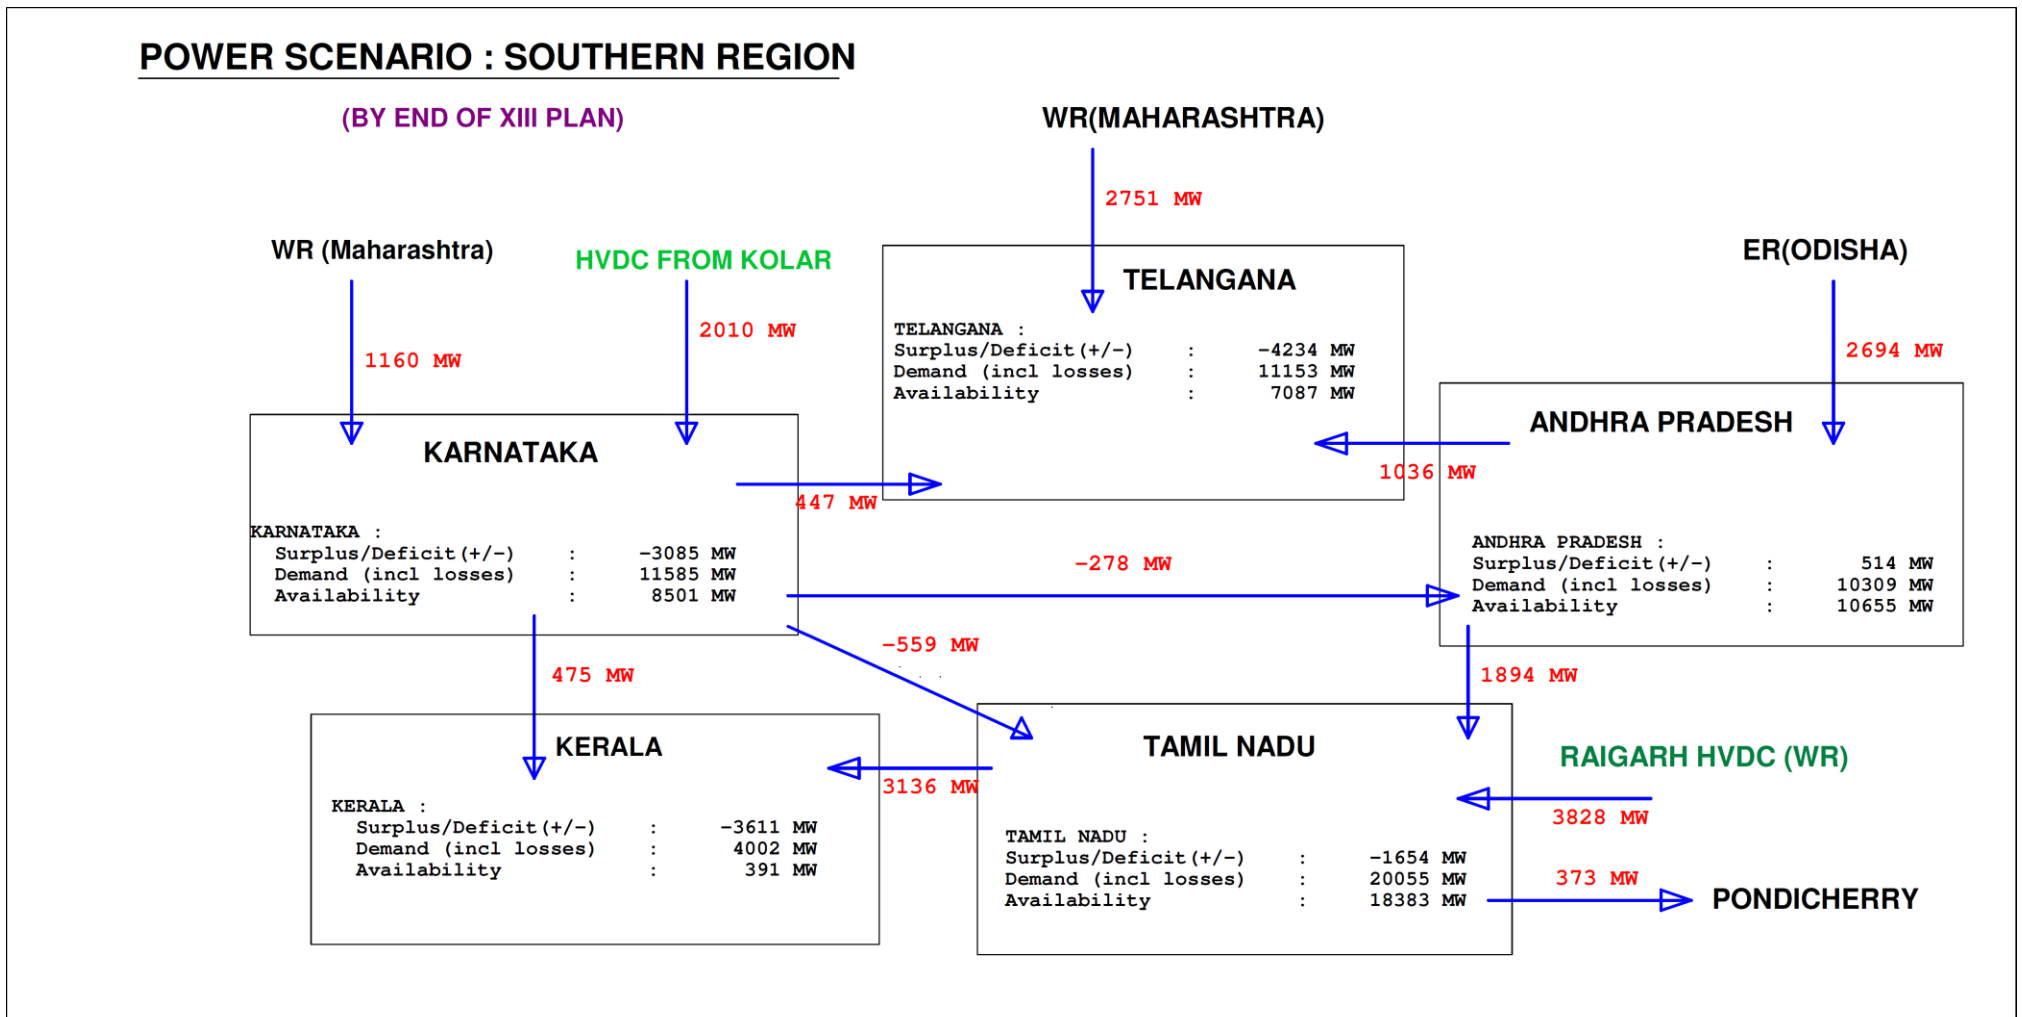 POWER SCENARIO : SOUTHERN REGION
(BY END OF XIII PLAN)
WR(MAHARASHTRA)
2751 MW
WR (Maharashtra)
HVDC FROM KOLAR
ER(ODISHA)
1160 MW
2010 MW
2694 MW
TELANGANA
TELANGANA :
Surplus/Deficit(+/-) : -4234 MW
Demand (incl losses) : 11153 MW
Availability : 7087 MW
KARNATAKA
447 MW
1036 MW
ANDHRA PRADESH
KARNATAKA :
Surplus/Deficit(+/-) : -3085 MW
Demand (incl losses) : 11585 MW
Availability : 8501 MW
-278 MW
ANDHRA PRADESH :
Surplus/Deficit(+/-) : 514 MW
Demand (incl losses) : 10309 MW
Availability : 10655 MW
475 MW
-559 MW
1894 MW
KERALA
3136 MW
TAMIL NADU
RAIGARH HVDC (WR)
3828 MW
KERALA :
Surplus/Deficit(+/-) : -3611 MW
Demand (incl losses) : 4002 MW
Availability : 391 MW
TAMIL NADU :
Surplus/Deficit(+/-) : -1654 MW
Demand (incl losses) : 20055 MW
Availability : 18383 MW
373 MW
PONDICHERRY